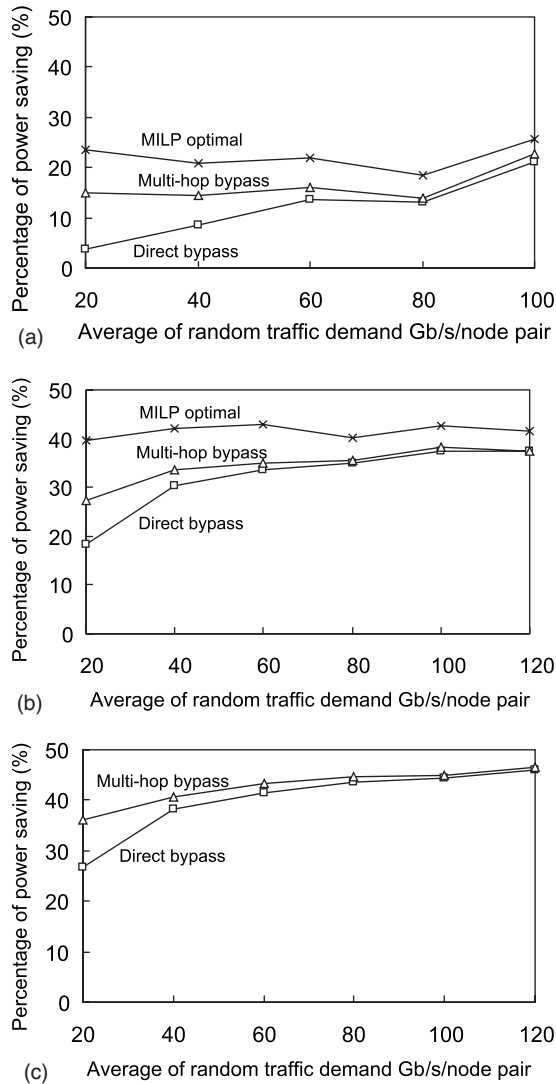 Percentage of power saving (%)
50
40
30
20
10
0
MILP optimal
Multi-hop bypass
Direct bypass
20 40 60 80 100
(a) Average of random traffic demand Gb/s/node pair
Percentage of power saving (%)
50
40
30
20
10
0
MILP optimal
Multi-hop bypass
Direct bypass
20 40 60 80 100 120
(b) Average of random traffic demand Gb/s/node pair
Percentage of power saving (%)
50
40
30
20
10
0
Multi-hop bypass
Direct bypass
20 40 60 80 100 120
(c) Average of random traffic demand Gb/s/node pair